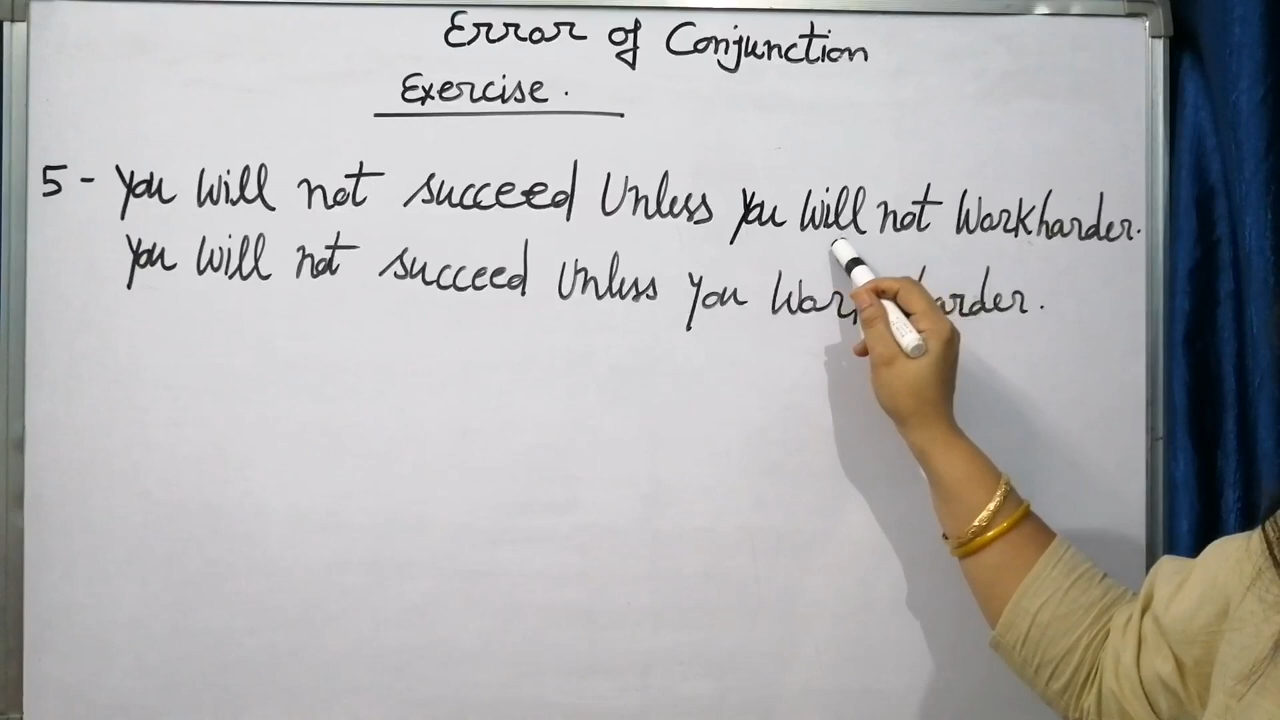 Error of Conjunction
Exercise.
5- You will not succeed Unless you will not Workharder.
You will not succeed Unless You harder.